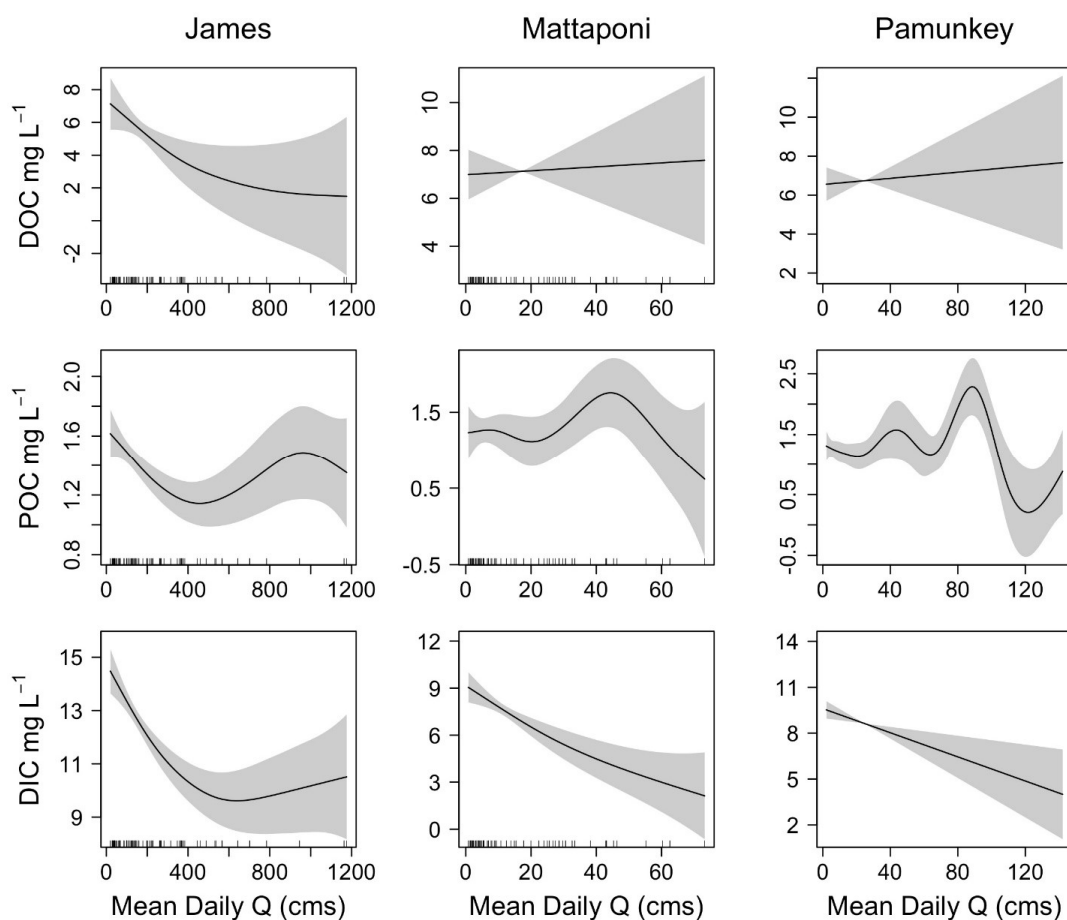 James Mattaponi Pamunkey
DOC mg L⁻¹
8
6
4
2
-2
0 400 800 1200
10
8
6
4
0 20 40 60
10
8
6
4
2
0 40 80 120
POC mg L⁻¹
2.0
1.6
1.2
0.8
0 400 800 1200
1.5
0.5
-0.5
0 20 40 60
2.5
1.5
0.5
-0.5
0 40 80 120
DIC mg L⁻¹
15
13
11
9
0 400 800 1200
12
9
6
3
0
0 20 40 60
14
11
8
5
2
0 40 80 120
Mean Daily Q (cms) Mean Daily Q (cms) Mean Daily Q (cms)